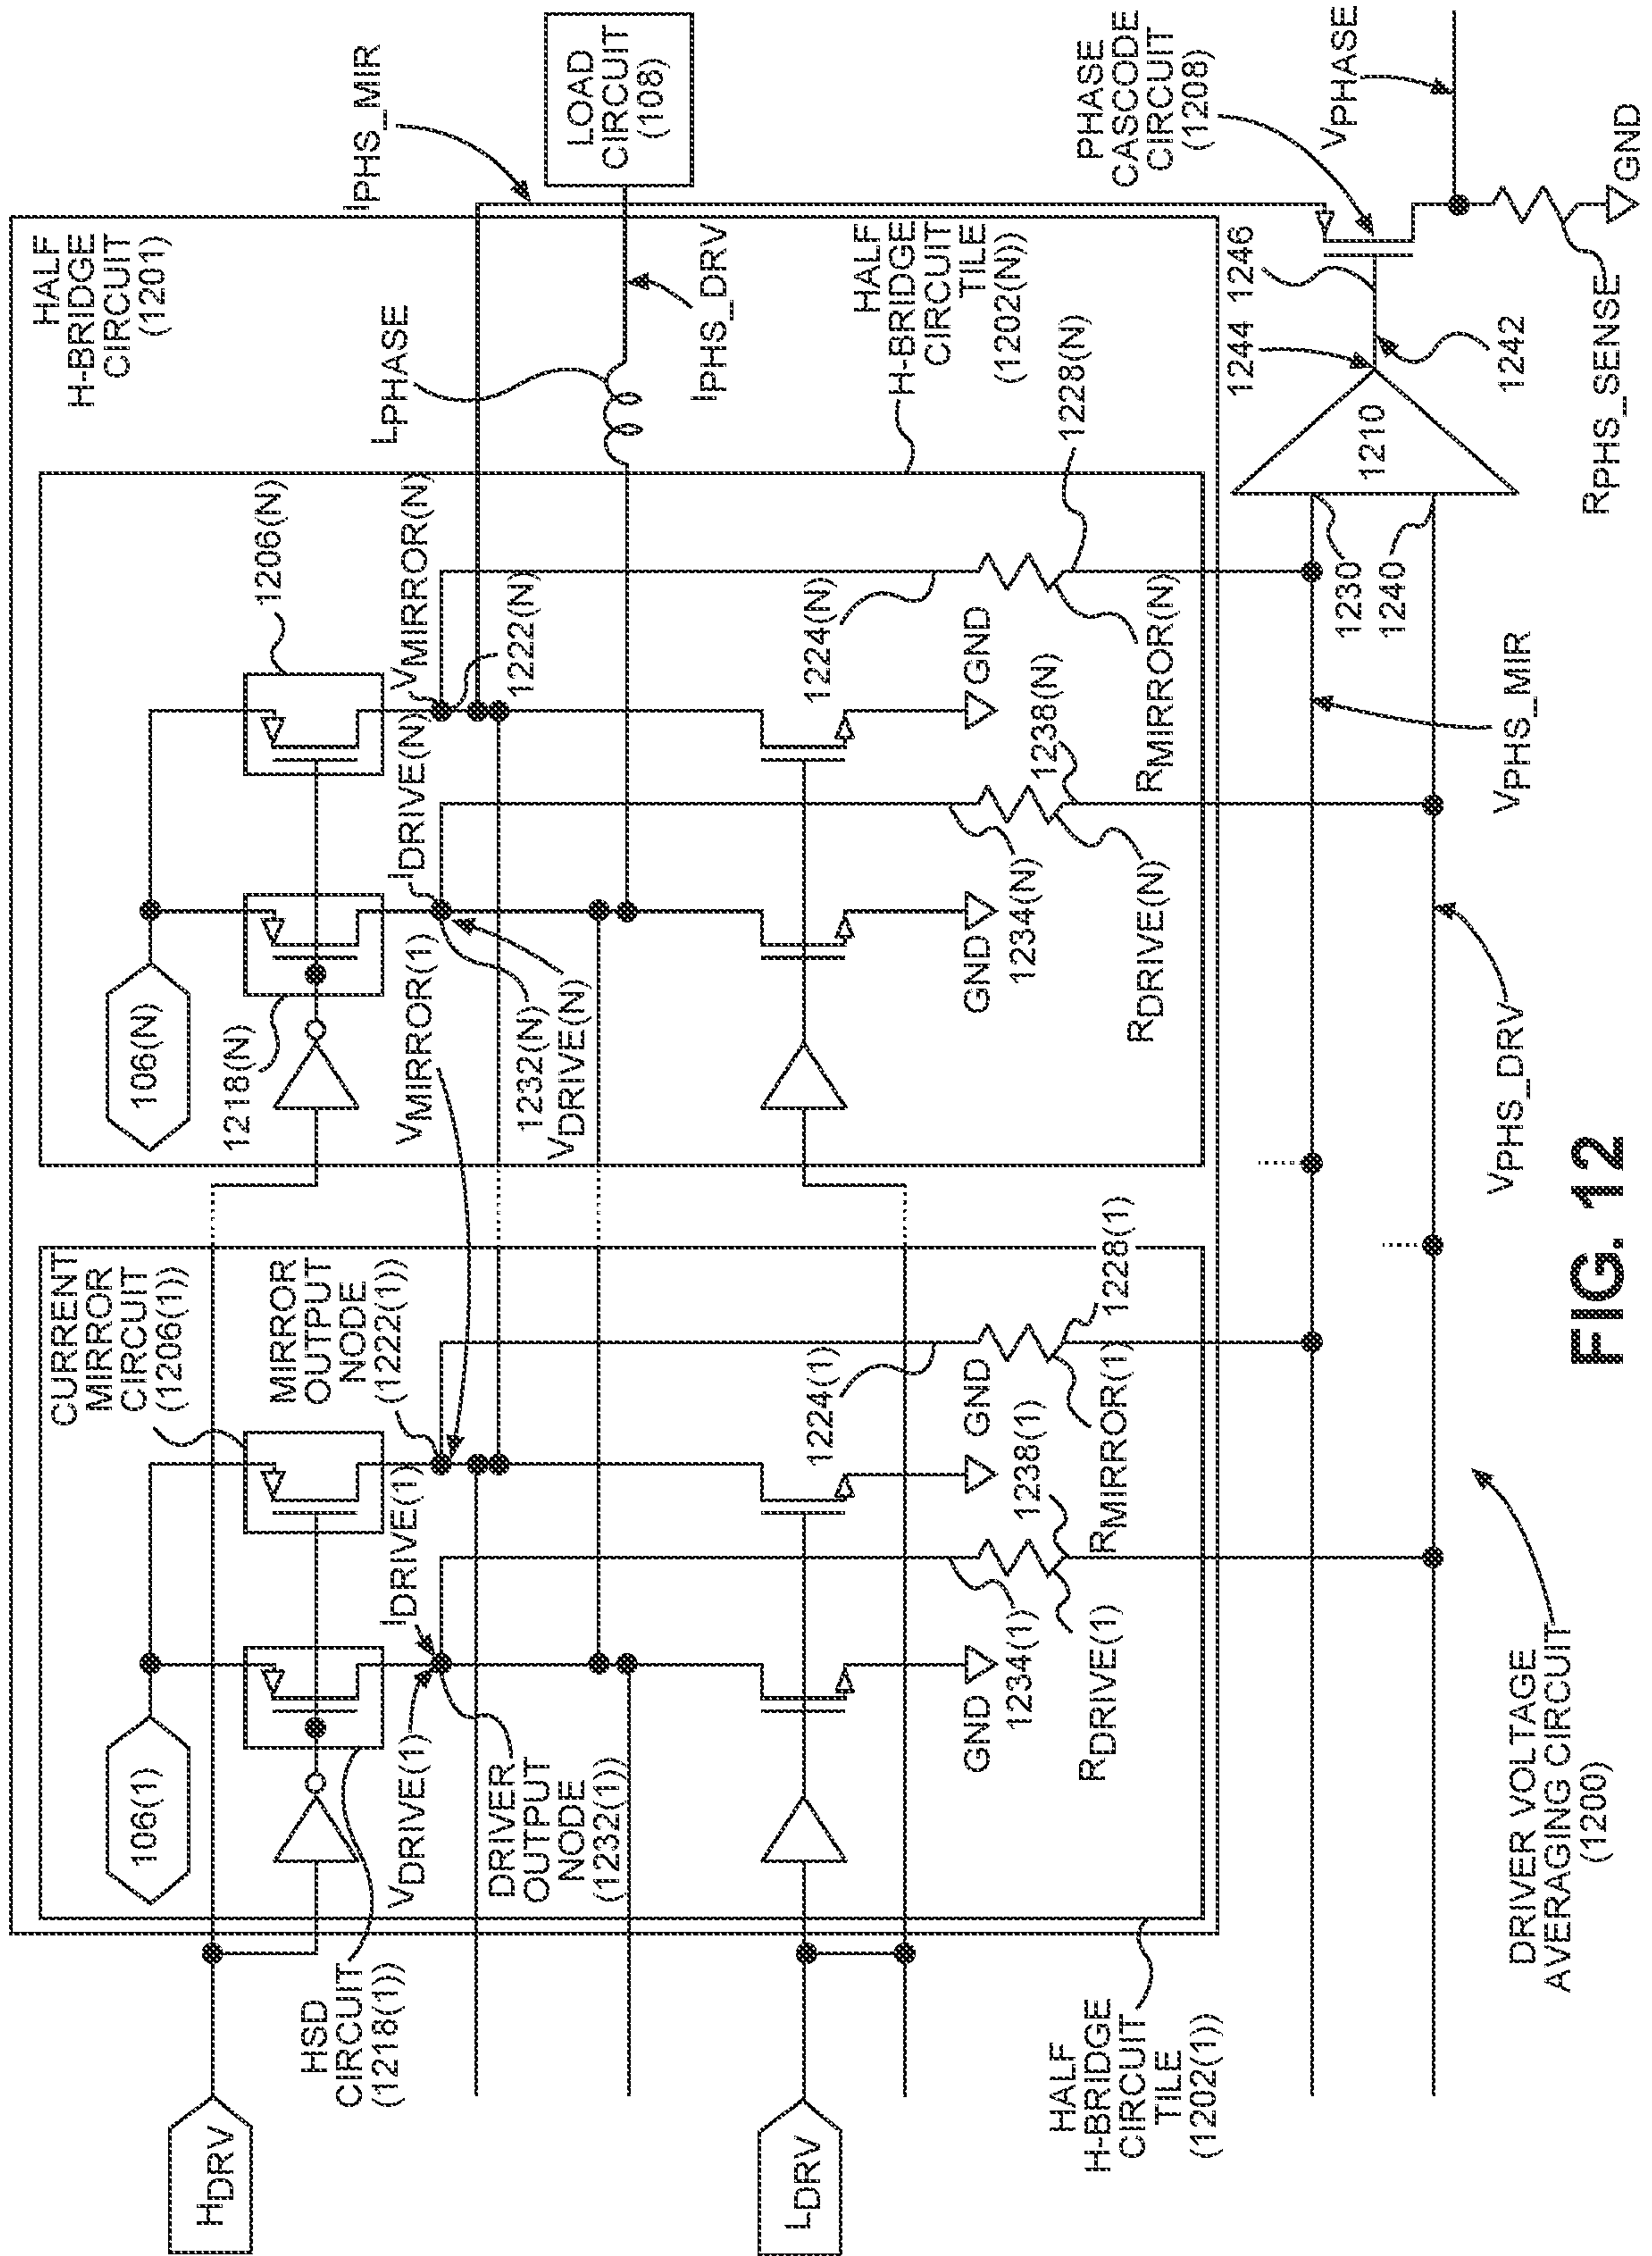 HALF
H-BRIDGE
CIRCUIT
(1201)
IPHS_MIR
LOAD
CIRCUIT
(108)
CURRENT
MIRROR
CIRCUIT
(1206(1))
106(1)
106(N)
1206(N)
1218(N)
HDRV
HSD
CIRCUIT
(1218(1))
MIRROR
OUTPUT
NODE
(1222(1))
VDRIVE(1)
IDRIVE(1)
VMIRROR(1)
IDRIVE(N)
VMIRROR(N)
1222(N)
1232(N)
VDRIVE(N)
DRIVER
OUTPUT
NODE
(1232(1))
LPHASE
IPHS_DRV
LDRV
1224(1)
1224(N)
GND
GND
GND
GND
1234(1)
1238(1)
1228(1)
1234(N)
1238(N)
1228(N)
RDRIVE(1)
RMIRROR(1)
RDRIVE(N)
RMIRROR(N)
HALF
H-BRIDGE
CIRCUIT
TILE
(1202(N))
HALF
H-BRIDGE
CIRCUIT
TILE
(1202(1))
PHASE
CASCODE
CIRCUIT
(1208)
1244
1246
1210
1230
1240
1242
VPHASE
VPHS_MIR
VPHS_DRV
RPHS_SENSE
GND
DRIVER VOLTAGE
AVERAGING CIRCUIT
(1200)
FIG. 12